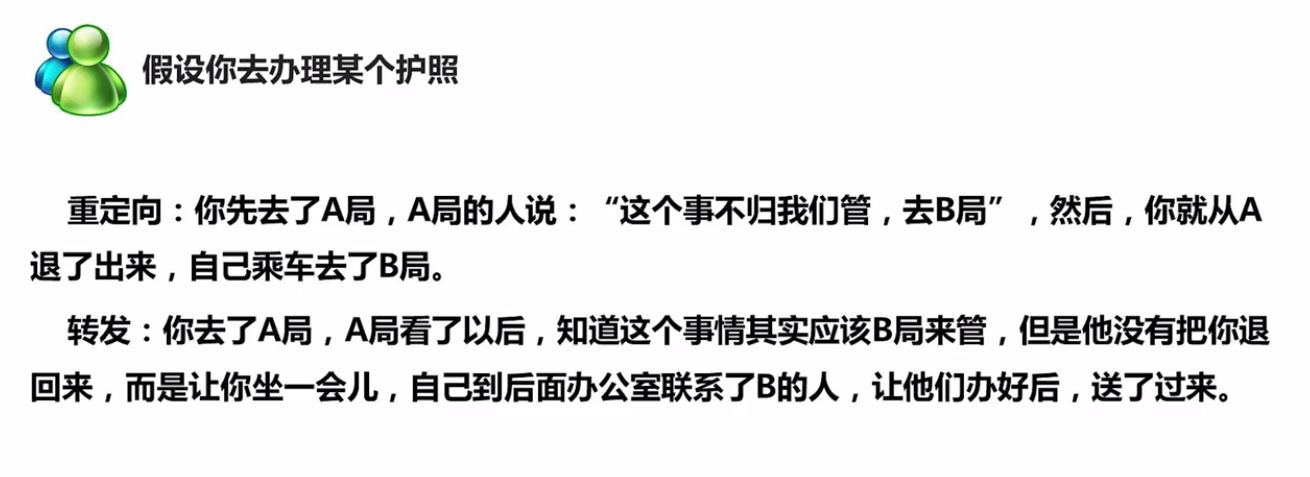 假设你去办理某个护照
重定向：你先去了A局，A局的人说：“这个事不归我们管，去B局”，然后，你就从A
退了出来，自己乘车去了B局。
转发：你去了A局，A局看了以后，知道这个事情其实应该B局来管，但是他没有把你退
回来，而是让你坐一会儿，自己到后面办公室联系了B的人，让他们办好后，送了过来。